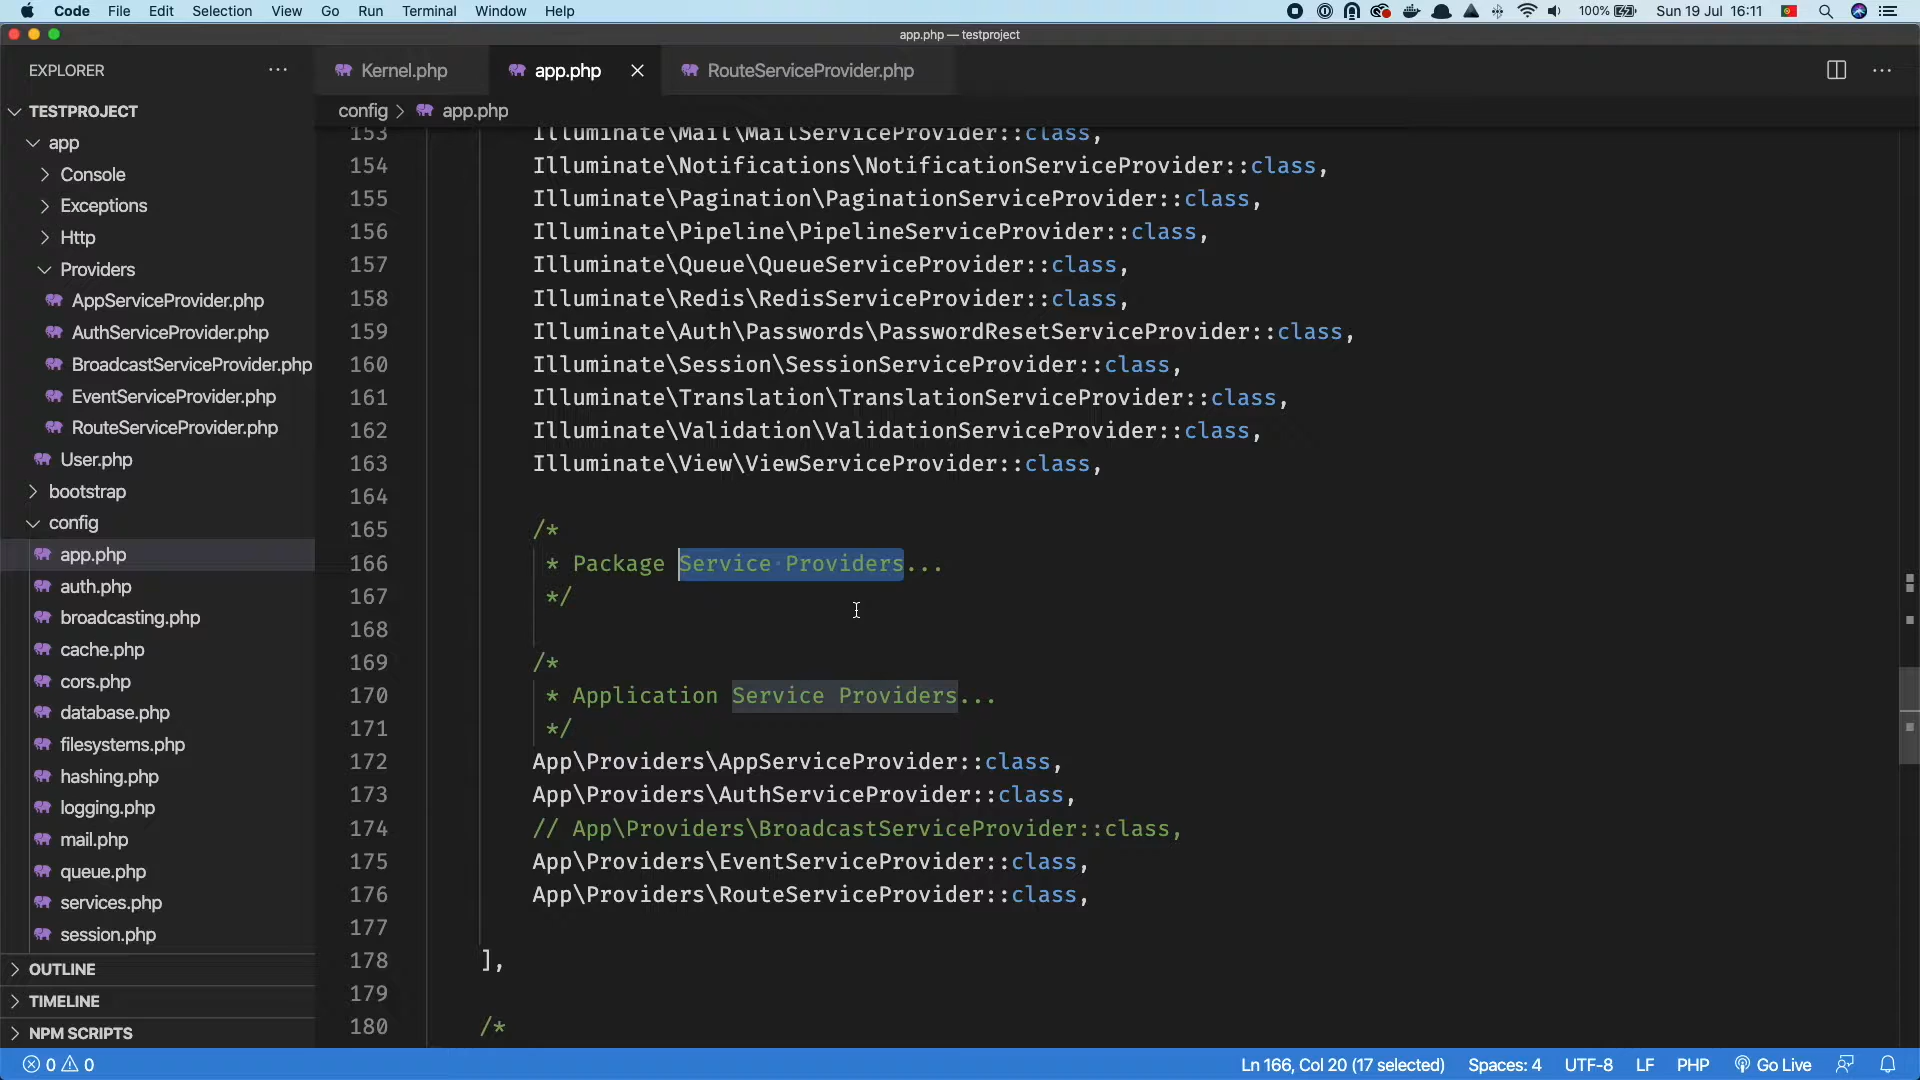 Code File Edit Selection View Go Run Terminal Window Help 100% Sun 19 Jul 16:11
app.php — testproject
EXPLORER
Kernel.php app.php RouteServiceProvider.php
config > app.php
TESTPROJECT
app
Console
Exceptions
Http
Providers
AppServiceProvider.php
AuthServiceProvider.php
BroadcastServiceProvider.php
EventServiceProvider.php
RouteServiceProvider.php
User.php
bootstrap
config
app.php
auth.php
broadcasting.php
cache.php
cors.php
database.php
filesystems.php
hashing.php
logging.php
mail.php
queue.php
services.php
session.php
OUTLINE
TIMELINE
NPM SCRIPTS
153 Illuminate\Mail\MailServiceProvider::class,
154 Illuminate\Notifications\NotificationServiceProvider::class,
155 Illuminate\Pagination\PaginationServiceProvider::class,
156 Illuminate\Pipeline\PipelineServiceProvider::class,
157 Illuminate\Queue\QueueServiceProvider::class,
158 Illuminate\Redis\RedisServiceProvider::class,
159 Illuminate\Auth\Passwords\PasswordResetServiceProvider::class,
160 Illuminate\Session\SessionServiceProvider::class,
161 Illuminate\Translation\TranslationServiceProvider::class,
162 Illuminate\Validation\ValidationServiceProvider::class,
163 Illuminate\View\ViewServiceProvider::class,
164
165 /*
166 * Package Service Providers...
167 */
168
169 /*
170 * Application Service Providers...
171 */
172 App\Providers\AppServiceProvider::class,
173 App\Providers\AuthServiceProvider::class,
174 // App\Providers\BroadcastServiceProvider::class,
175 App\Providers\EventServiceProvider::class,
176 App\Providers\RouteServiceProvider::class,
177
178 ],
179
180 /*
0 0 Ln 166, Col 20 (17 selected) Spaces: 4 UTF-8 LF PHP Go Live